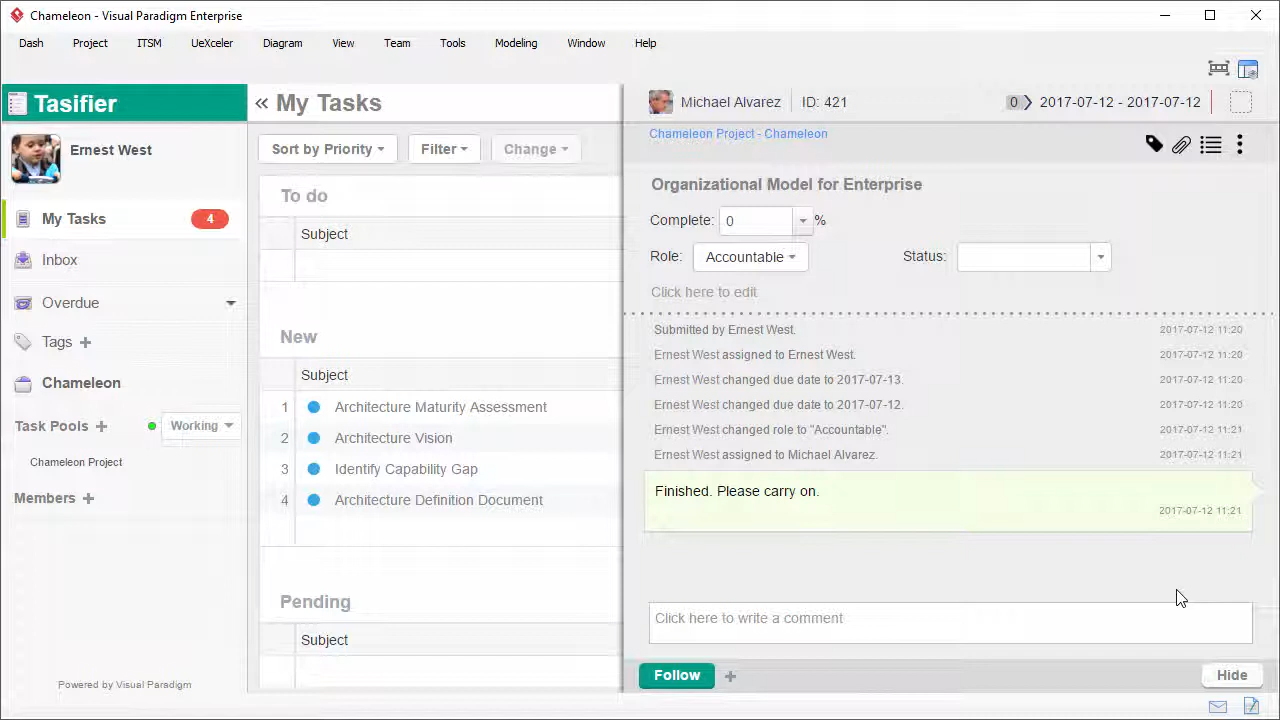 Chameleon - Visual Paradigm Enterprise
Dash Project ITSM UeXceler Diagram View Team Tools Modeling Window Help
Tasifier
Ernest West
My Tasks 4
Inbox
Overdue
Tags +
Chameleon
Task Pools + Working
Chameleon Project
Members +
Powered by Visual Paradigm
« My Tasks
Sort by Priority Filter Change
To do
Subject
New
Subject
1 Architecture Maturity Assessment
2 Architecture Vision
3 Identify Capability Gap
4 Architecture Definition Document
Pending
Subject
Michael Alvarez ID: 421 0 2017-07-12 - 2017-07-12
Chameleon Project - Chameleon
Organizational Model for Enterprise
Complete: 0 %
Role: Accountable Status:
Click here to edit
Submitted by Ernest West. 2017-07-12 11:20
Ernest West assigned to Ernest West. 2017-07-12 11:20
Ernest West changed due date to 2017-07-13. 2017-07-12 11:20
Ernest West changed due date to 2017-07-12. 2017-07-12 11:20
Ernest West changed role to "Accountable". 2017-07-12 11:21
Ernest West assigned to Michael Alvarez. 2017-07-12 11:21
Finished. Please carry on.
2017-07-12 11:21
Click here to write a comment
Follow + Hide